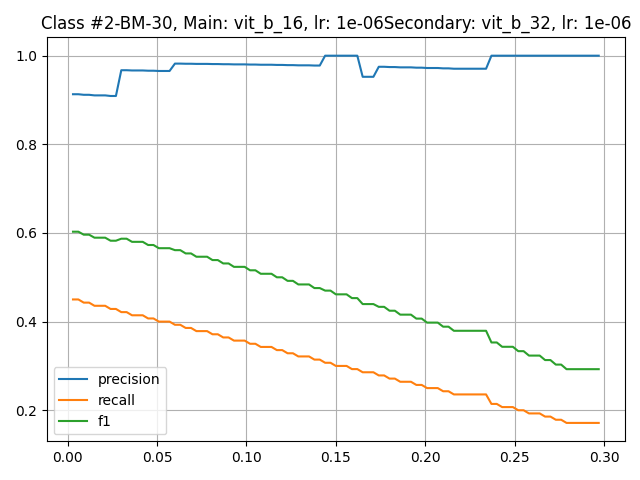 Class #2-BM-30, Main: vit_b_16, lr: 1e-06Secondary: vit_b_32, lr: 1e-06
1.0
0.8
0.6
0.4
0.2
precision
recall
f1
0.00 0.05 0.10 0.15 0.20 0.25 0.30